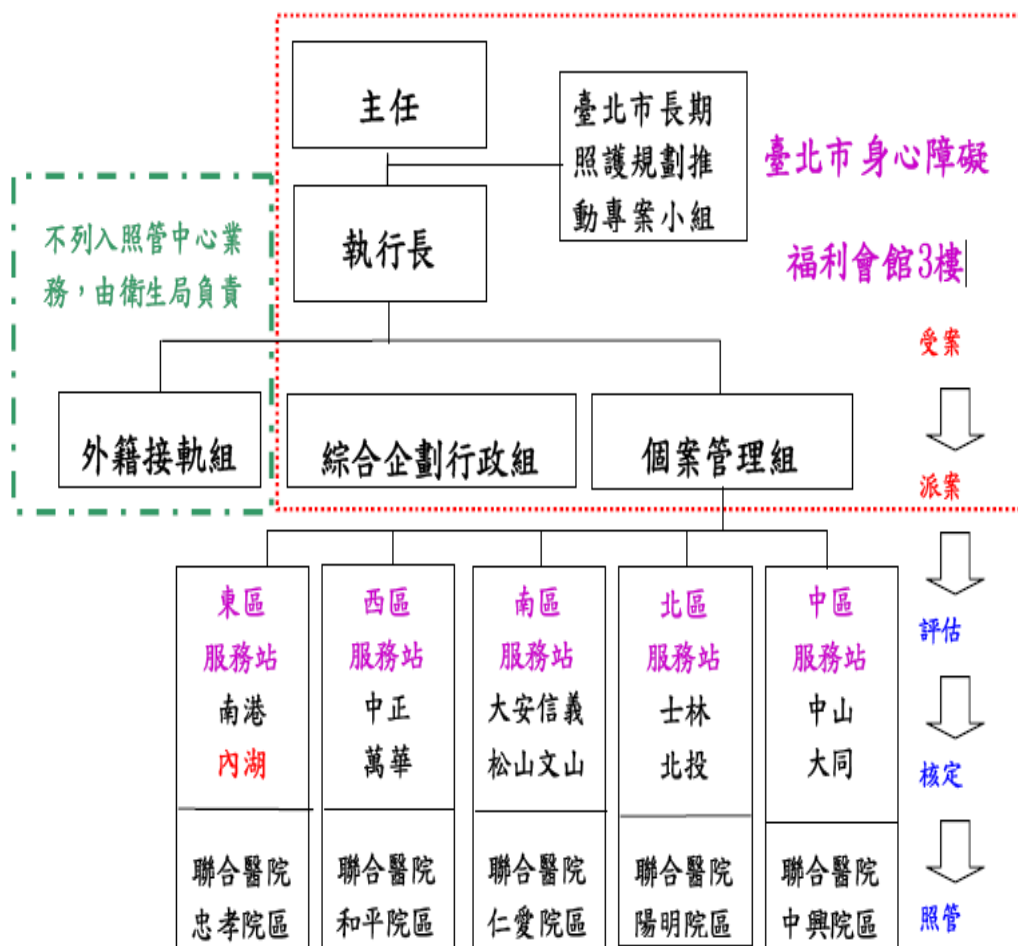 主任
臺北市長期
照護規劃推
動專案小組
臺北市身心障礙
福利會館3樓
不列入照管中心業
務，由衛生局負責
執行長
受案
外籍接軌組
綜合企劃行政組
個案管理組
派案
東區
服務站
南港
內湖
聯合醫院
忠孝院區
西區
服務站
中正
萬華
聯合醫院
和平院區
南區
服務站
大安信義
松山文山
聯合醫院
仁愛院區
北區
服務站
士林
北投
聯合醫院
陽明院區
中區
服務站
中山
大同
聯合醫院
中興院區
評估
核定
照管